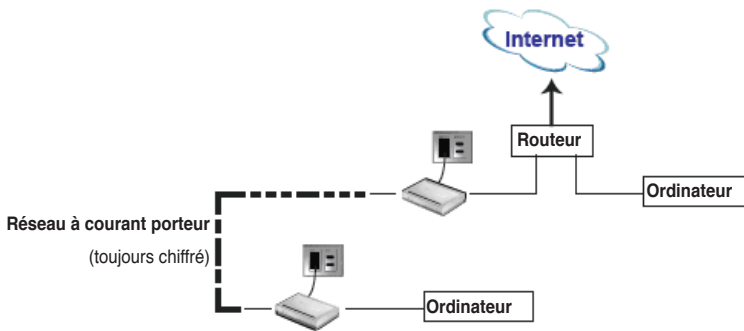 Internet
Routeur
Ordinateur
Réseau à courant porteur
(toujours chiffré)
Ordinateur